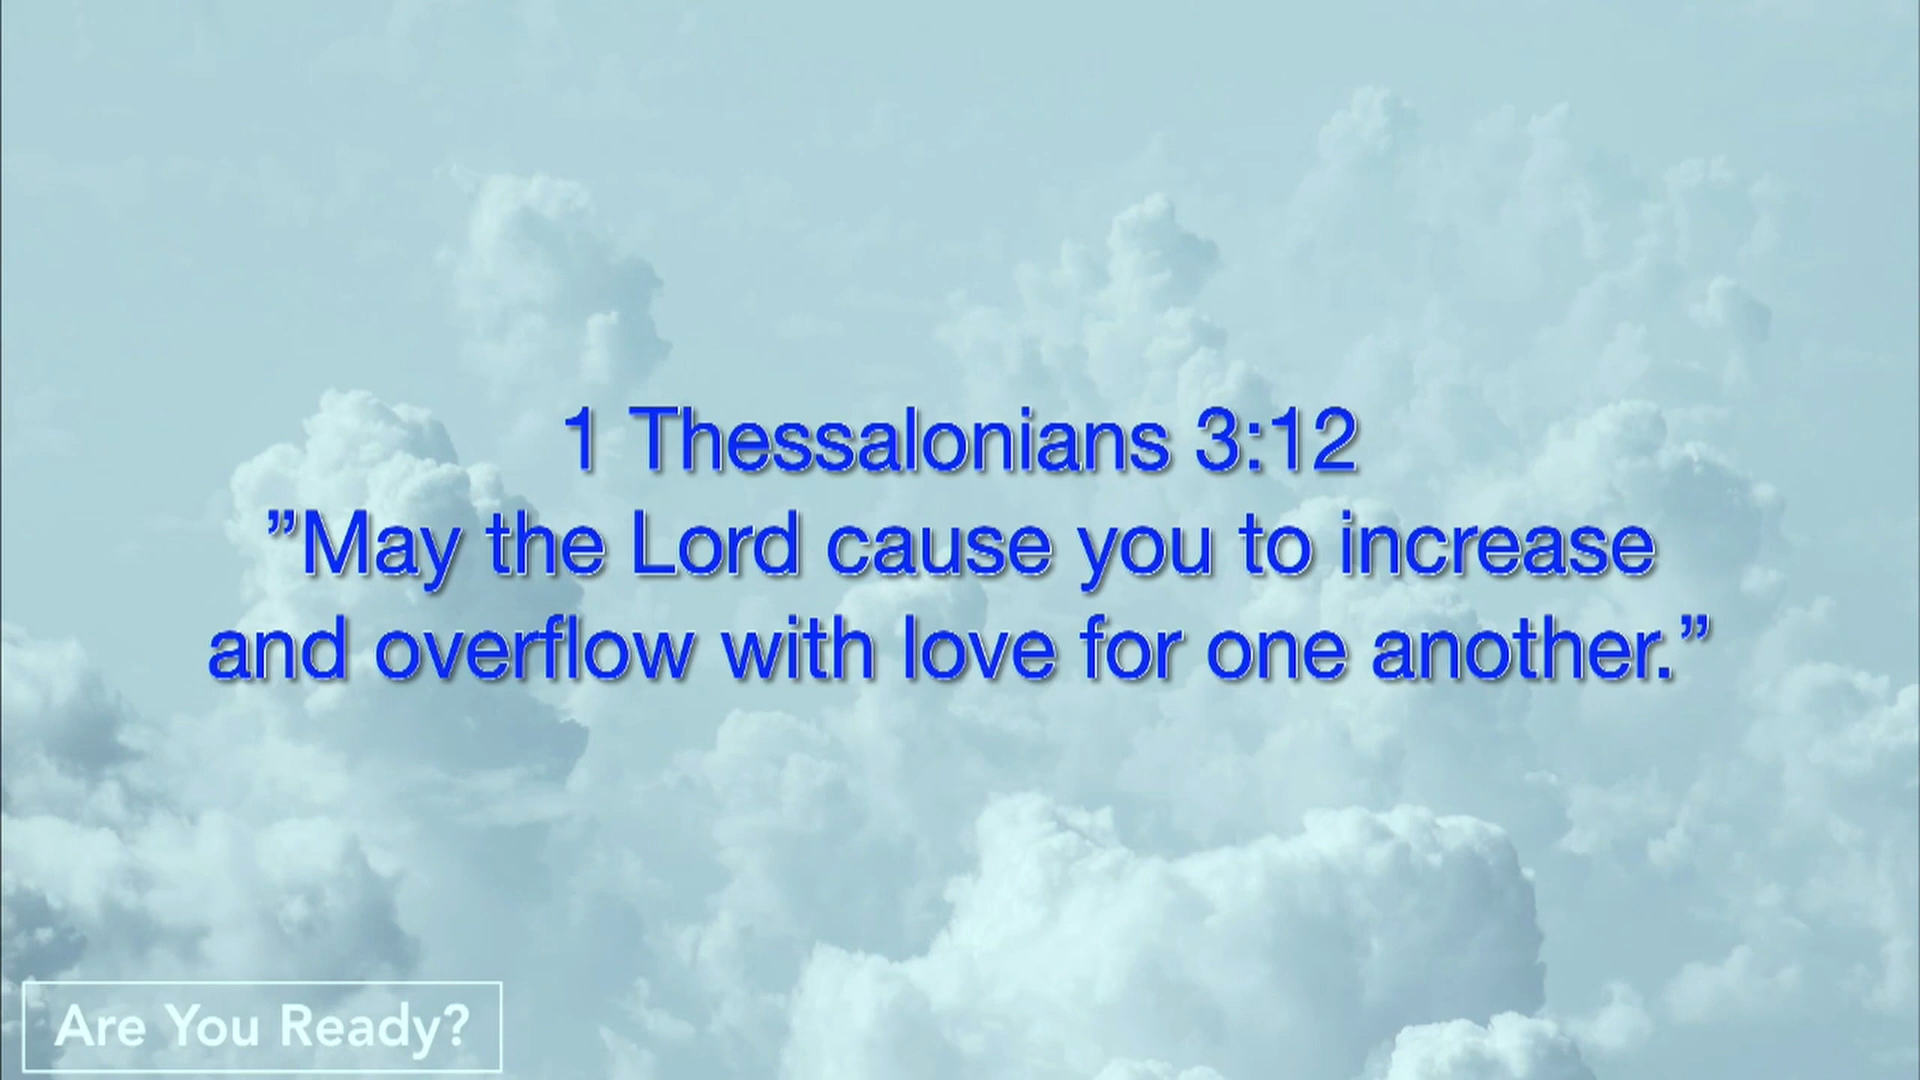 1 Thessalonians 3:12
”May the Lord cause you to increase
and overflow with love for one another.”
Are You Ready?